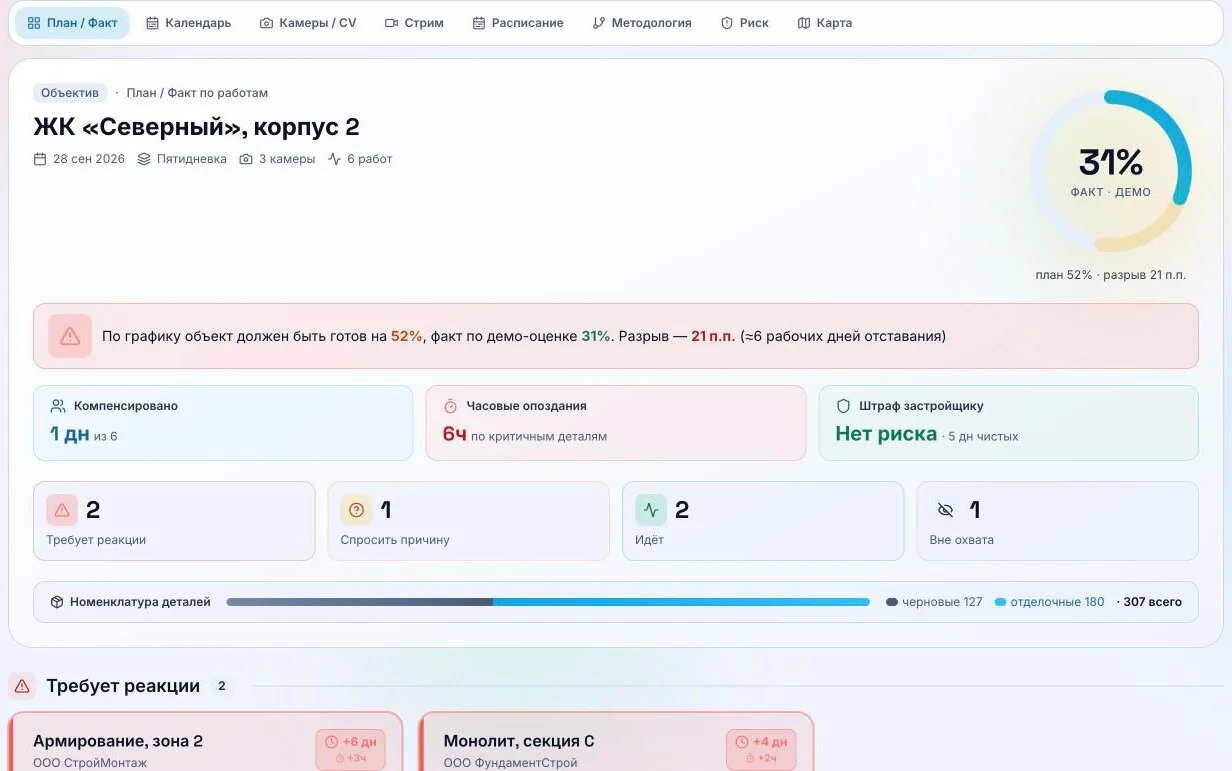 План / Факт Календарь Камеры / CV Стрим Расписание Методология Риск Карта
Объектив · План / Факт по работам
ЖК «Северный», корпус 2
28 сен 2026 Пятидневка 3 камеры 6 работ
31%
ФАКТ · ДЕМО
план 52% · разрыв 21 п.п.
По графику объект должен быть готов на 52%, факт по демо-оценке 31%. Разрыв — 21 п.п. (≈6 рабочих дней отставания)
Компенсировано
1 дн из 6
Часовые опоздания
6ч по критичным деталям
Штраф застройщику
Нет риска · 5 дн чистых
2
Требует реакции
1
Спросить причину
2
Идёт
1
Вне охвата
Номенклатура деталей черновые 127 отделочные 180 · 307 всего
Требует реакции 2
Армирование, зона 2
+6 дн
ООО СтройМонтаж
+3ч
Монолит, секция С
+4 дн
ООО ФундаментСтрой
+2ч